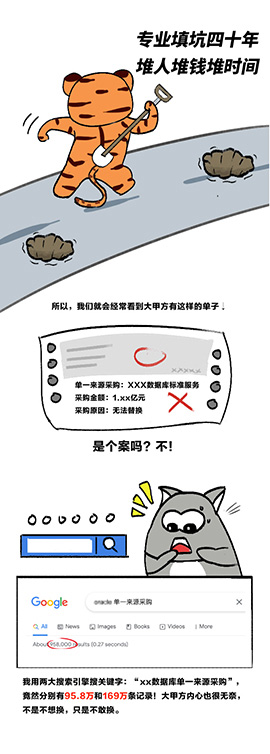 专业填坑四十年
堆人堆钱堆时间
所以，我们就会经常看到大甲方有这样的单子↓
XXXXX
单一来源采购：XXX数据库标准服务
采购金额：1.xx亿元
采购原因：无法替换
是个案吗？不！
Google
oracle 单一来源采购
All News Images Books Videos More
About 958,000 results (0.27 seconds)
我用两大搜索引擎搜关键字：“xx数据库单一来源采购”，
竟然分别有95.8万和169万条记录！大甲方内心也很无奈，
不是不想换，只是不敢换。